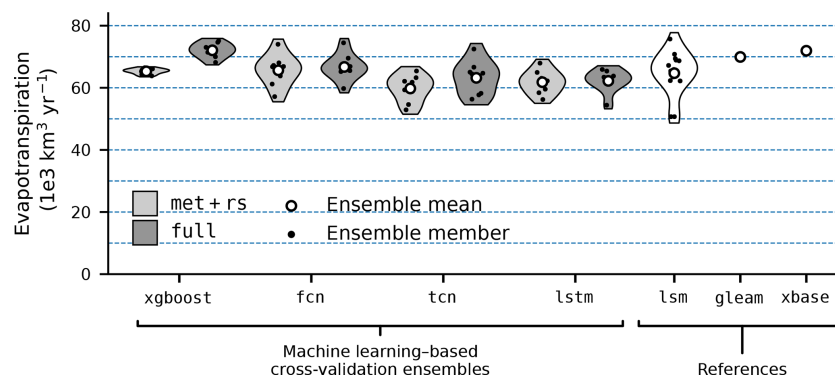 80
60
40
20
0
Evapotranspiration
(1e3 km³ yr⁻¹)
met+rs
full
Ensemble mean
Ensemble member
xgboost fcn tcn lstm lsm gleam xbase
Machine learning–based
cross-validation ensembles
References